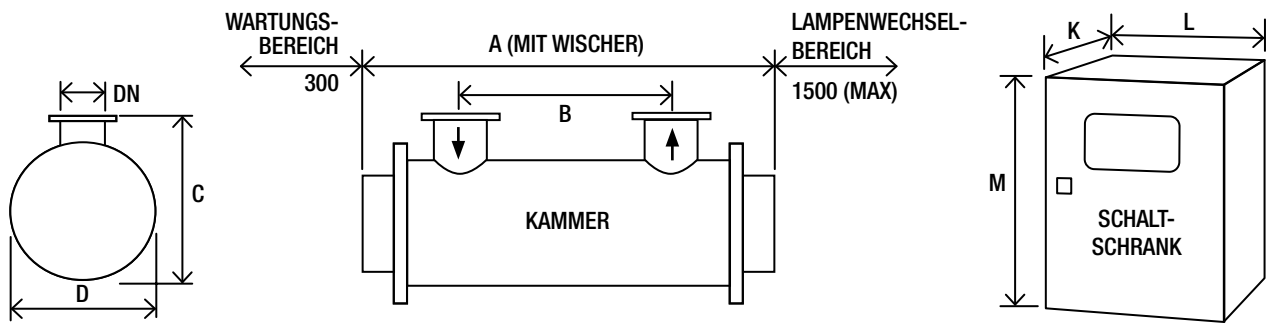 DN
C
D
WARTUNGS-
BEREICH
300
A (MIT WISCHER)
LAMPENWECHSEL-
BEREICH
1500 (MAX)
B
KAMMER
K
L
M
SCHALT-
SCHRANK